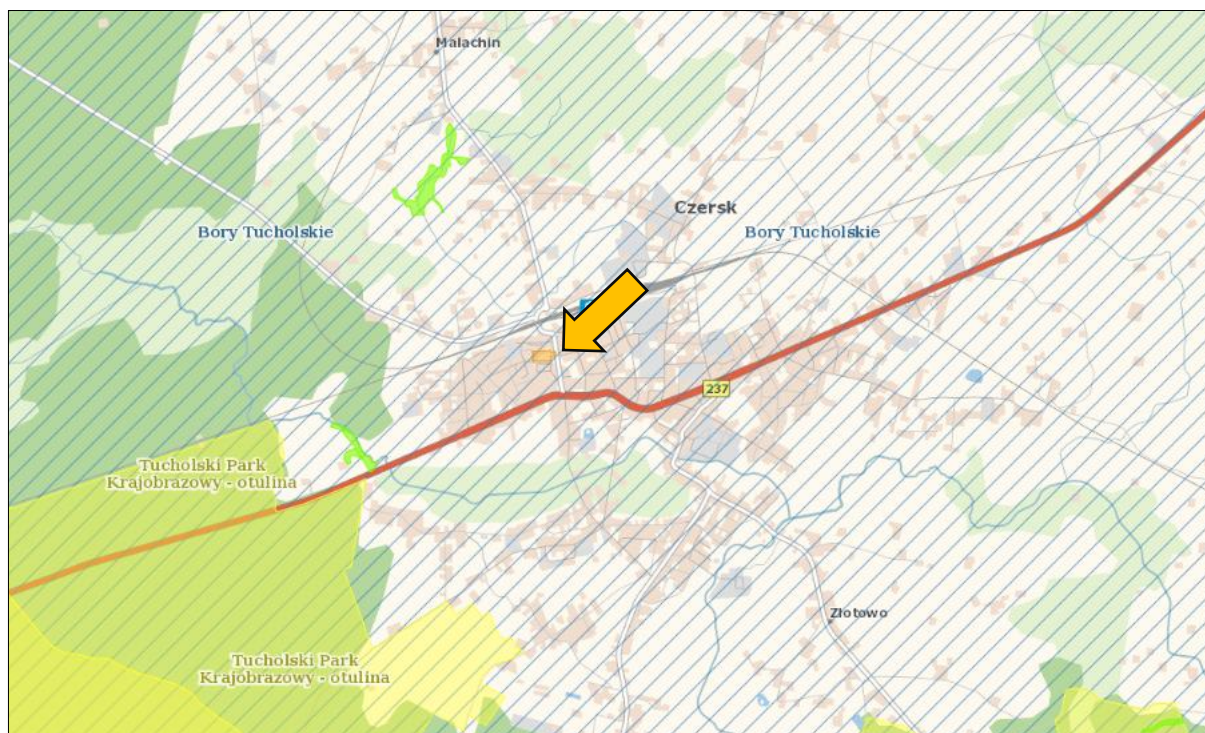 Malachin
Czersk
Bory Tucholskie
Bory Tucholskie
237
Tucholski Park
Krajobrazowy - otulina
Złotowo
Tucholski Park
Krajobrazowy - otulina